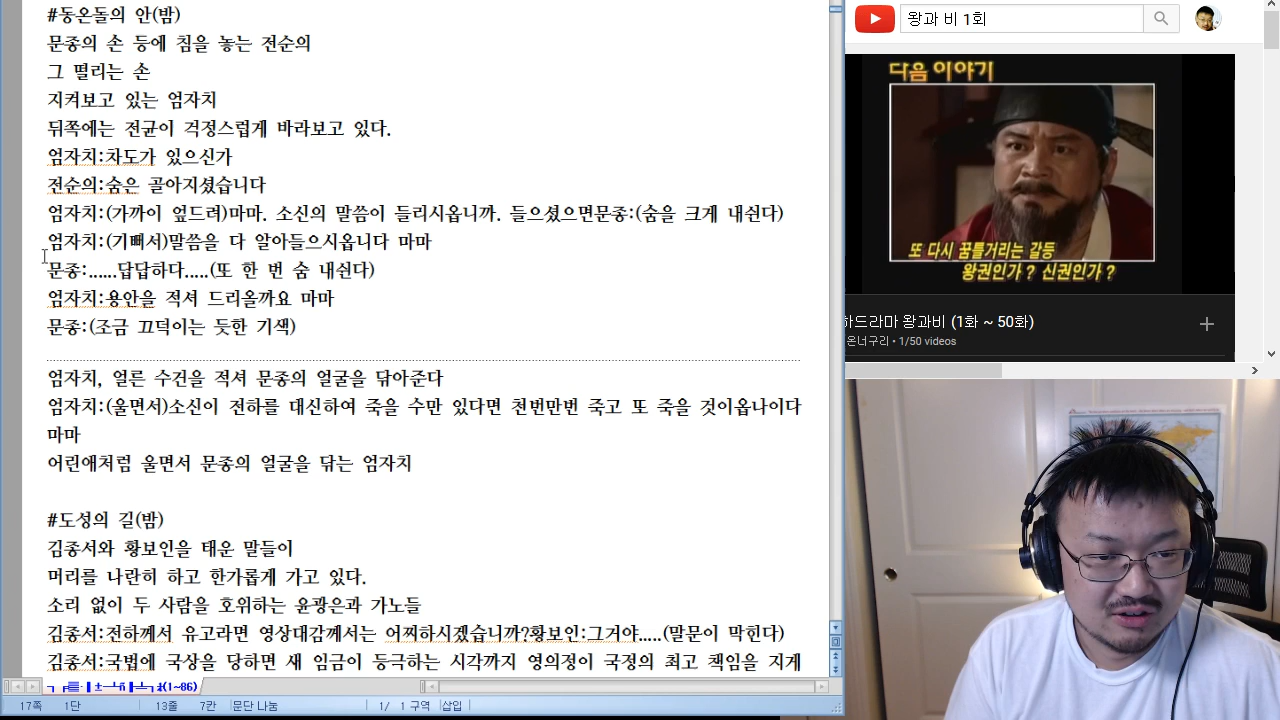 #동온돌의 안(밤)
문종의 손 등에 침을 놓는 전순의
그 떨리는 손
지켜보고 있는 엄자치
뒤쪽에는 전균이 걱정스럽게 바라보고 있다.
엄자치:차도가 있으신가
전순의:숨은 골아지셨습니다
엄자치:(가까이 엎드려)마마. 소신의 말씀이 들리시옵니까. 들으셨으면문종:(숨을 크게 내쉰다)
엄자치:(기뻐서)말씀을 다 알아들으시옵니다 마마
문종:......답답하다.....(또 한 번 숨 내쉰다)
엄자치:용안을 적셔 드리올까요 마마
문종:(조금 끄덕이는 듯한 기색)
엄자치, 얼른 수건을 적셔 문종의 얼굴을 닦아준다
엄자치:(울면서)소신이 전하를 대신하여 죽을 수만 있다면 천번만번 죽고 또 죽을 것이옵나이다
마마
어린애처럼 울면서 문종의 얼굴을 닦는 엄자치
#도성의 길(밤)
김종서와 황보인을 태운 말들이
머리를 나란히 하고 한가롭게 가고 있다.
소리 없이 두 사람을 호위하는 윤광은과 가노들
김종서:전하께서 유고라면 영상대감께서는 어찌하시겠습니까?황보인:그거야.....(말문이 막힌다)
김종서:국법에 국상을 당하면 새 임금이 등극하는 시각까지 영의정이 국정의 최고 책임을 지게
(1~86)
17쪽 1단 13줄 7칸 문단 나눔 1/ 1 구역 삽입
왕과 비 1회
다음 이야기
또 다시 꿈틀거리는 갈등
왕권인가? 신권인가?
하드라마 왕과비 (1화 ~ 50화)
온너구리 • 1/50 videos